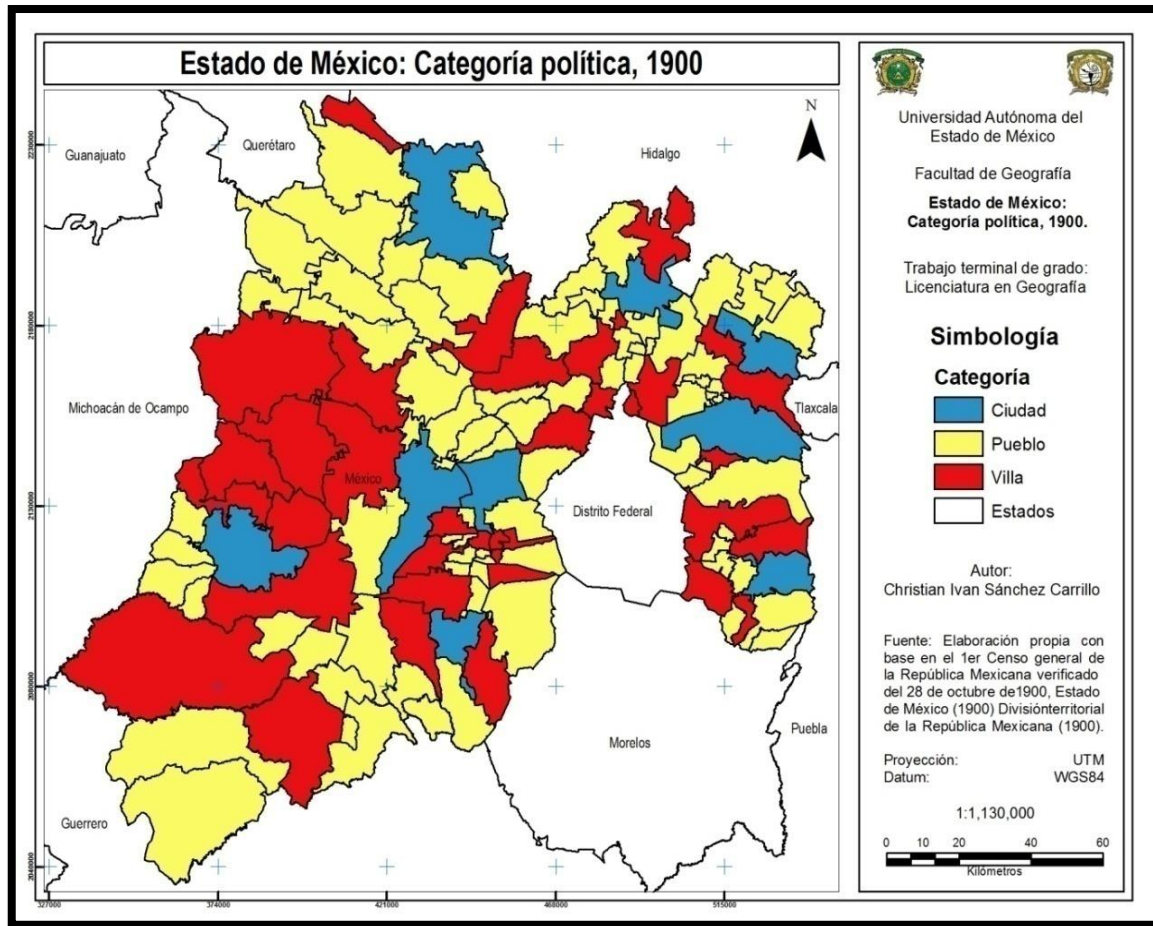 Estado de México: Categoría política, 1900
N
Guanajuato
Querétaro
Hidalgo
Michoacán de Ocampo
México
Tlaxcala
Distrito Federal
Morelos
Puebla
Guerrero
2230000
2180000
2130000
2080000
2040000
327000
374000
421000
468000
515000
Universidad Autónoma del
Estado de México
Facultad de Geografía
Estado de México:
Categoría política, 1900.
Trabajo terminal de grado:
Licenciatura en Geografía
Simbología
Categoría
Ciudad
Pueblo
Villa
Estados
Autor:
Christian Ivan Sánchez Carrillo
Fuente: Elaboración propia con
base en el 1er Censo general de
la República Mexicana verificado
del 28 de octubre de1900, Estado
de México (1900) Divisiónterritorial
de la República Mexicana (1900).
Proyección: UTM
Datum: WGS84
1:1,130,000
0 10 20 40 60
Kilómetros